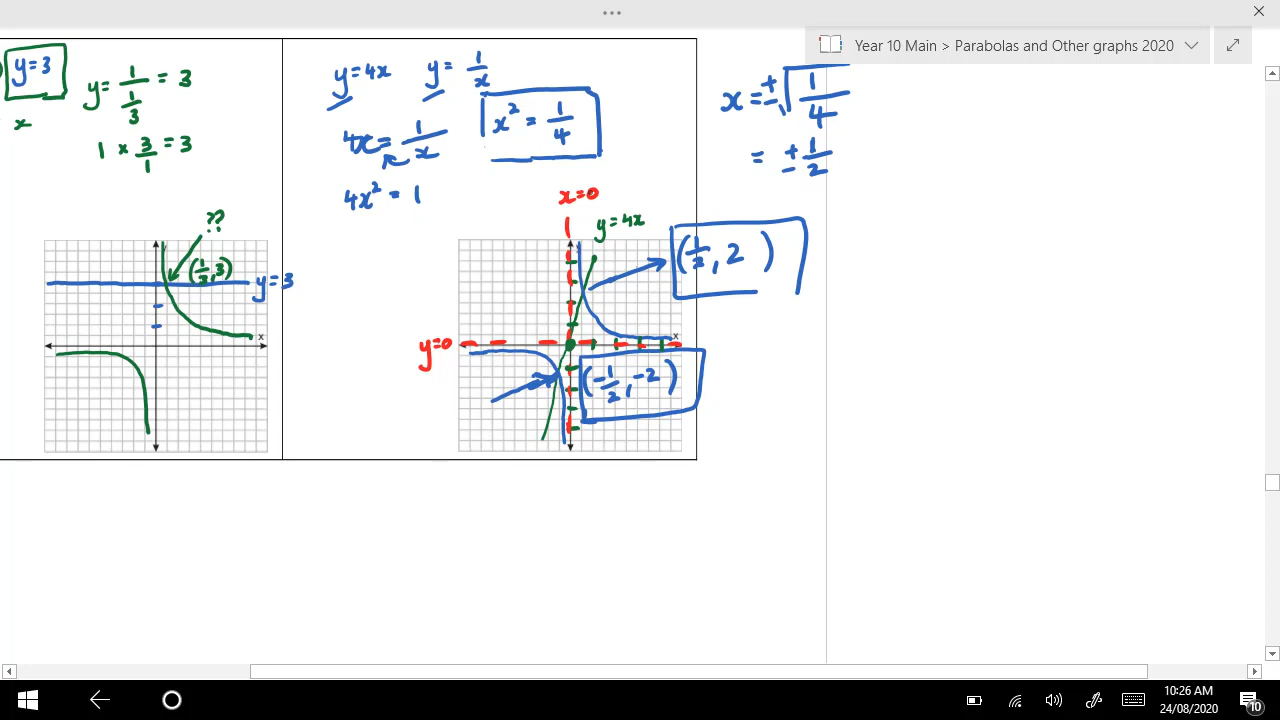 Year 10 Main > Parabolas and Other graphs 2020
y=3
y = 1/(1/3) = 3
x
1 × 3/1 = 3
??
(1/3, 3)
y=3
x
y=4x y= 1/x
4x = 1/x
x² = 1/4
4x² = 1
x = ±√(1/4)
= ± 1/2
x=0
y=4x
(1/2, 2)
x
y=0
(-1/2, -2)
10:26 AM
24/08/2020
10